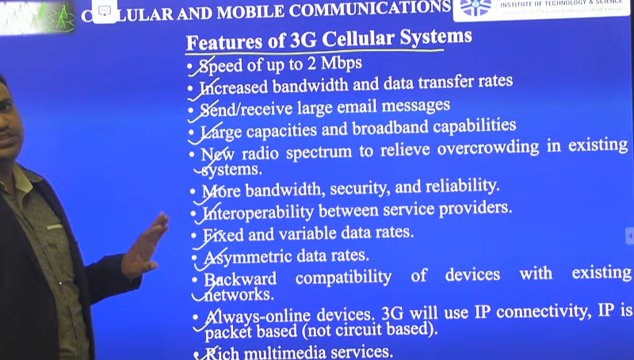 CELLULAR AND MOBILE COMMUNICATIONS
INSTITUTE OF TECHNOLOGY & SCIENCE
Features of 3G Cellular Systems
• Speed of up to 2 Mbps
• Increased bandwidth and data transfer rates
• Send/receive large email messages
• Large capacities and broadband capabilities
• New radio spectrum to relieve overcrowding in existing
systems.
• More bandwidth, security, and reliability.
• Interoperability between service providers.
• Fixed and variable data rates.
• Asymmetric data rates.
• Backward compatibility of devices with existing
networks.
• Always-online devices. 3G will use IP connectivity, IP is
packet based (not circuit based).
• Rich multimedia services.